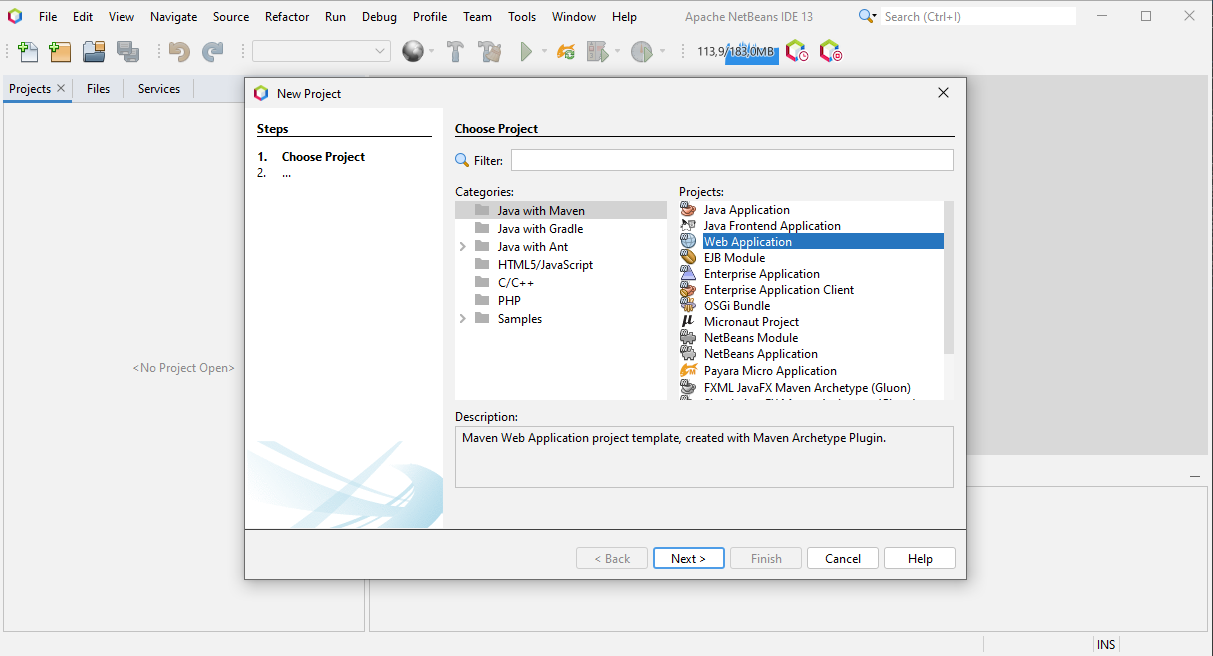 File Edit View Navigate Source Refactor Run Debug Profile Team Tools Window Help Apache NetBeans IDE 13 Search (Ctrl+I)
113,9/183,0MB
Projects Files Services
<No Project Open>
New Project
Steps
1. Choose Project
2. ...
Choose Project
Filter:
Categories:
Java with Maven
Java with Gradle
Java with Ant
HTML5/JavaScript
C/C++
PHP
Samples
Projects:
Java Application
Java Frontend Application
Web Application
EJB Module
Enterprise Application
Enterprise Application Client
OSGi Bundle
Micronaut Project
NetBeans Module
NetBeans Application
Payara Micro Application
FXML JavaFX Maven Archetype (Gluon)
Description:
Maven Web Application project template, created with Maven Archetype Plugin.
< Back Next > Finish Cancel Help
INS